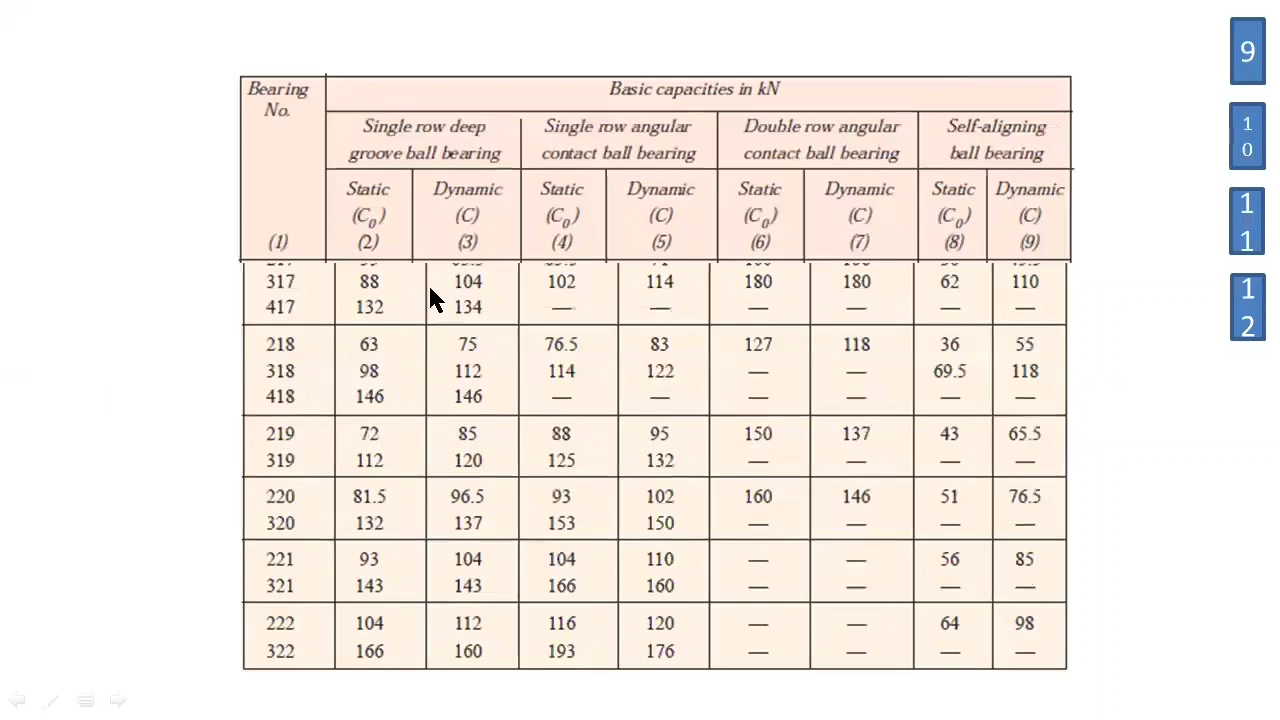 Bearing No. Basic capacities in kN
Single row deep groove ball bearing Single row angular contact ball bearing Double row angular contact ball bearing Self-aligning ball bearing
Static Dynamic Static Dynamic Static Dynamic Static Dynamic
(C0) (C) (C0) (C) (C0) (C) (C0) (C)
(1) (2) (3) (4) (5) (6) (7) (8) (9)
317 88 104 102 114 180 180 62 110
417 132 134 — — — — — —
218 63 75 76.5 83 127 118 36 55
318 98 112 114 122 — — 69.5 118
418 146 146 — — — — — —
219 72 85 88 95 150 137 43 65.5
319 112 120 125 132 — — — —
220 81.5 96.5 93 102 160 146 51 76.5
320 132 137 153 150 — — — —
221 93 104 104 110 — — 56 85
321 143 143 166 160 — — — —
222 104 112 116 120 — — 64 98
322 166 160 193 176 — — — —
9
10
11
12